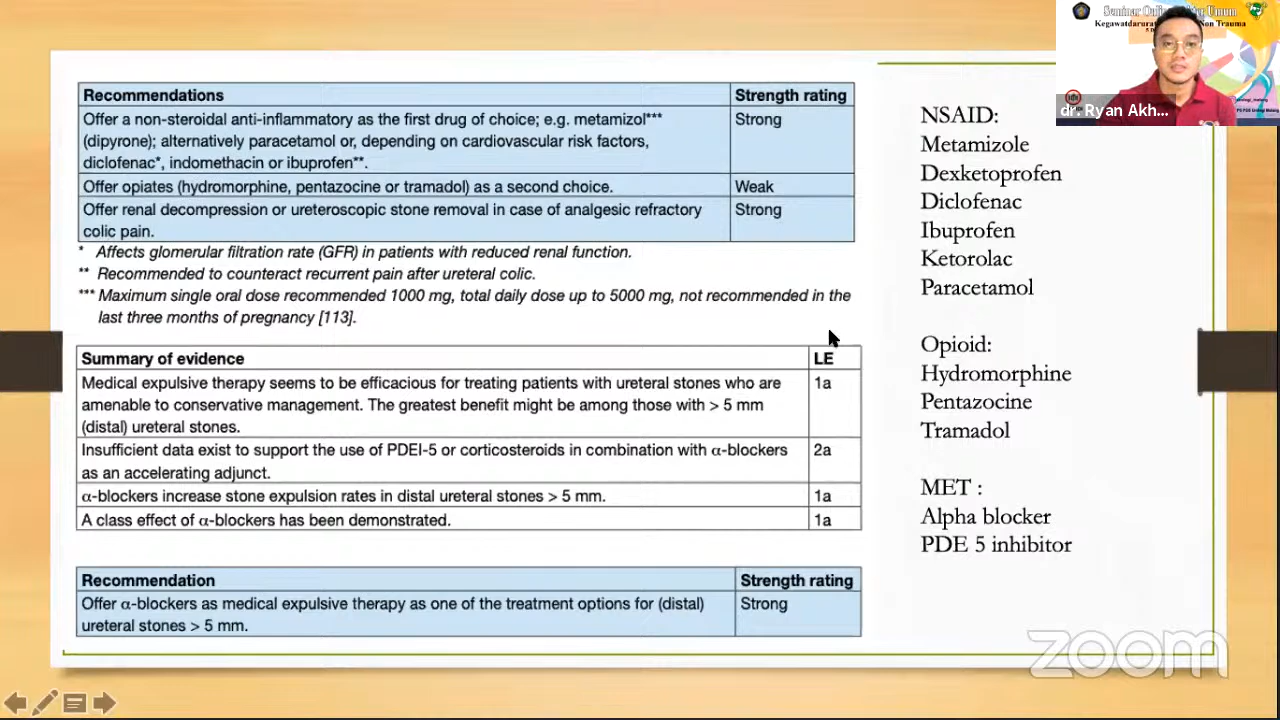 Recommendations Strength rating
Offer a non-steroidal anti-inflammatory as the first drug of choice; e.g. metamizol*** Strong
(dipyrone); alternatively paracetamol or, depending on cardiovascular risk factors,
diclofenac*, indomethacin or ibuprofen**.
Offer opiates (hydromorphine, pentazocine or tramadol) as a second choice. Weak
Offer renal decompression or ureteroscopic stone removal in case of analgesic refractory Strong
colic pain.
* Affects glomerular filtration rate (GFR) in patients with reduced renal function.
** Recommended to counteract recurrent pain after ureteral colic.
*** Maximum single oral dose recommended 1000 mg, total daily dose up to 5000 mg, not recommended in the
last three months of pregnancy [113].
Summary of evidence LE
Medical expulsive therapy seems to be efficacious for treating patients with ureteral stones who are 1a
amenable to conservative management. The greatest benefit might be among those with > 5 mm
(distal) ureteral stones.
Insufficient data exist to support the use of PDEI-5 or corticosteroids in combination with α-blockers 2a
as an accelerating adjunct.
α-blockers increase stone expulsion rates in distal ureteral stones > 5 mm. 1a
A class effect of α-blockers has been demonstrated. 1a
Recommendation Strength rating
Offer α-blockers as medical expulsive therapy as one of the treatment options for (distal) Strong
ureteral stones > 5 mm.
NSAID:
Metamizole
Dexketoprofen
Diclofenac
Ibuprofen
Ketorolac
Paracetamol
Opioid:
Hydromorphine
Pentazocine
Tramadol
MET :
Alpha blocker
PDE 5 inhibitor
Seminar Umum
Non Trauma
dr. Ryan Akh...
zoom